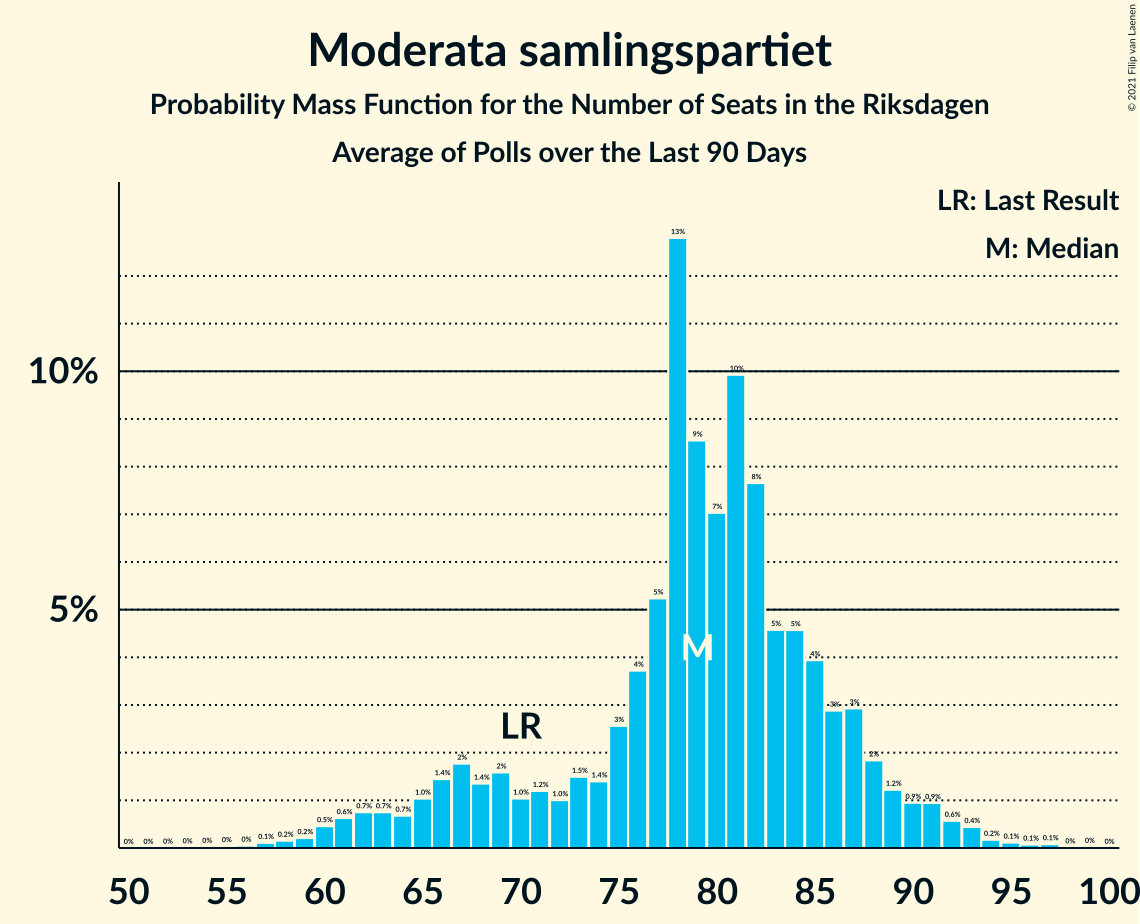 Moderata samlingspartiet
Probability Mass Function for the Number of Seats in the Riksdagen
Average of Polls over the Last 90 Days
© 2021 Filip van Laenen
LR: Last Result
M: Median
10%
5%
0% 0% 0% 0% 0% 0% 0% 0.1% 0.2% 0.2% 0.5% 0.6% 0.7% 0.7% 0.7% 1.0% 1.4% 2% 1.4% 2% 1.0% 1.2% 1.0% 1.5% 1.4% 3% 4% 5% 13% 9% 7% 10% 8% 5% 5% 4% 3% 3% 2% 1.2% 0.9% 0.9% 0.6% 0.4% 0.2% 0.1% 0.1% 0.1% 0% 0% 0%
LR
M
50 55 60 65 70 75 80 85 90 95 100